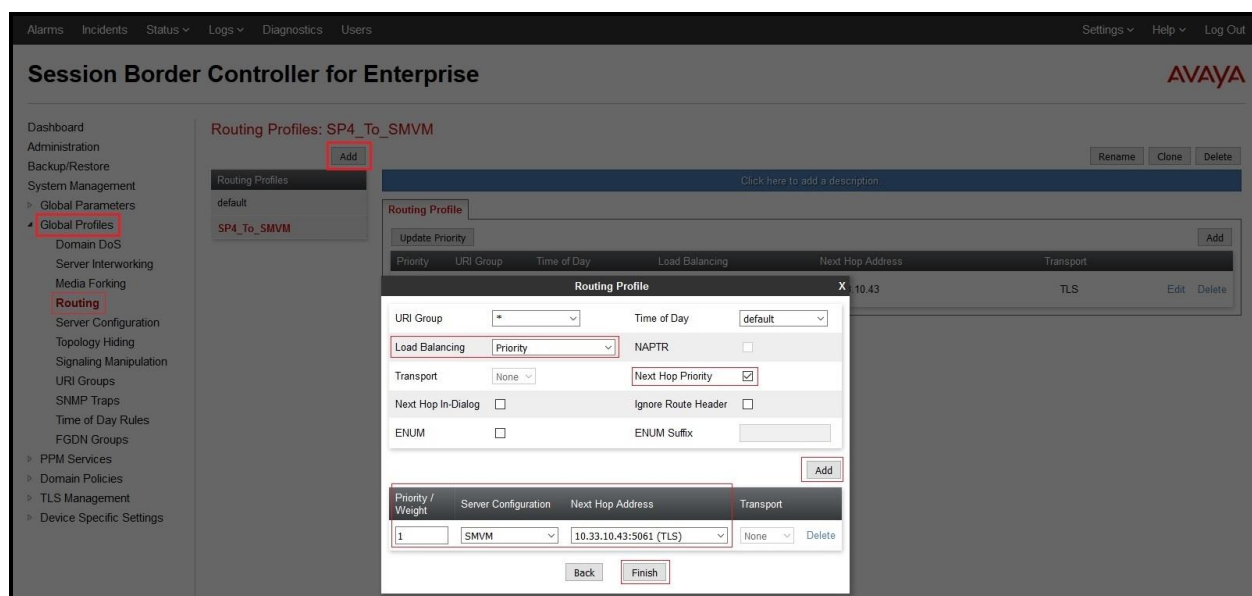 Alarms Incidents Status Logs Diagnostics Users Settings Help Log Out
Session Border Controller for Enterprise
AVAYA
Dashboard
Administration
Backup/Restore
System Management
Global Parameters
Global Profiles
Domain DoS
Server Interworking
Media Forking
Routing
Server Configuration
Topology Hiding
Signaling Manipulation
URI Groups
SNMP Traps
Time of Day Rules
FGDN Groups
PPM Services
Domain Policies
TLS Management
Device Specific Settings
Routing Profiles: SP4_To_SMVM
Add
Rename Clone Delete
Routing Profiles
default
SP4_To_SMVM
Click here to add a description.
Routing Profile
Update Priority Add
Priority URI Group Time of Day Load Balancing Next Hop Address Transport
10.43 TLS Edit Delete
Routing Profile X
URI Group * Time of Day default
Load Balancing Priority NAPTR
Transport None Next Hop Priority
Next Hop In-Dialog Ignore Route Header
ENUM ENUM Suffix
Add
Priority / Weight Server Configuration Next Hop Address Transport
1 SMVM 10.33.10.43:5061 (TLS) None Delete
Back Finish